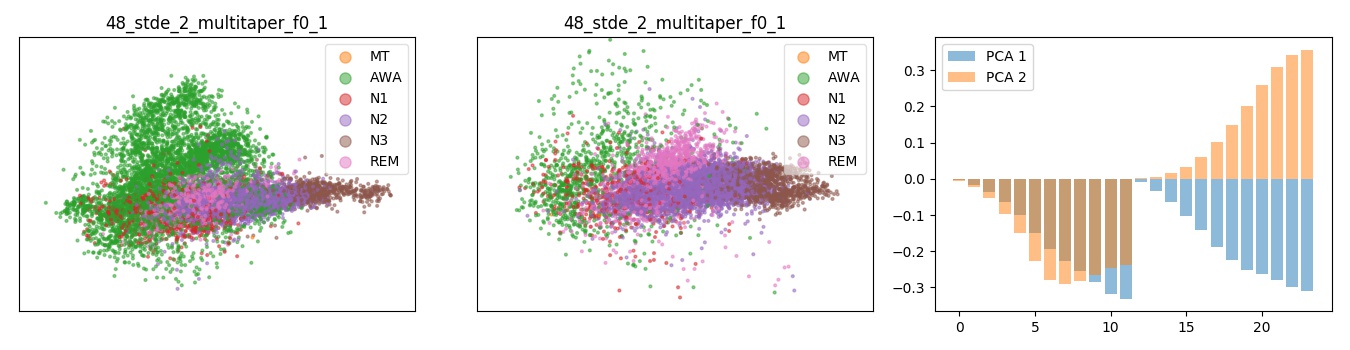 48_stde_2_multitaper_f0_1
MT
AWA
N1
N2
N3
REM
48_stde_2_multitaper_f0_1
MT
AWA
N1
N2
N3
REM
PCA 1
PCA 2
0.3
0.2
0.1
0.0
−0.1
−0.2
−0.3
0 5 10 15 20